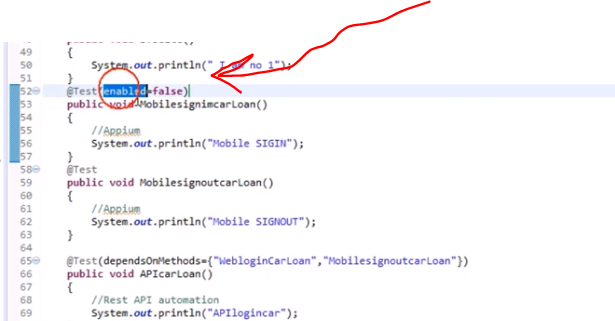 49
{
50 System.out.println(" I am no 1");
51 }
52 @Test(enabled=false)
53 public void MobilesignimcarLoan()
54 {
55 //Appium
56 System.out.println("Mobile SIGIN");
57 }
58 @Test
59 public void MobilesignoutcarLoan()
60 {
61 //Appium
62 System.out.println("Mobile SIGNOUT");
63 }
64
65 @Test(dependsOnMethods={"WebloginCarLoan","MobilesignoutcarLoan"})
66 public void APIcarLoan()
67 {
68 //Rest API automation
69 System.out.println("APIlogincar");